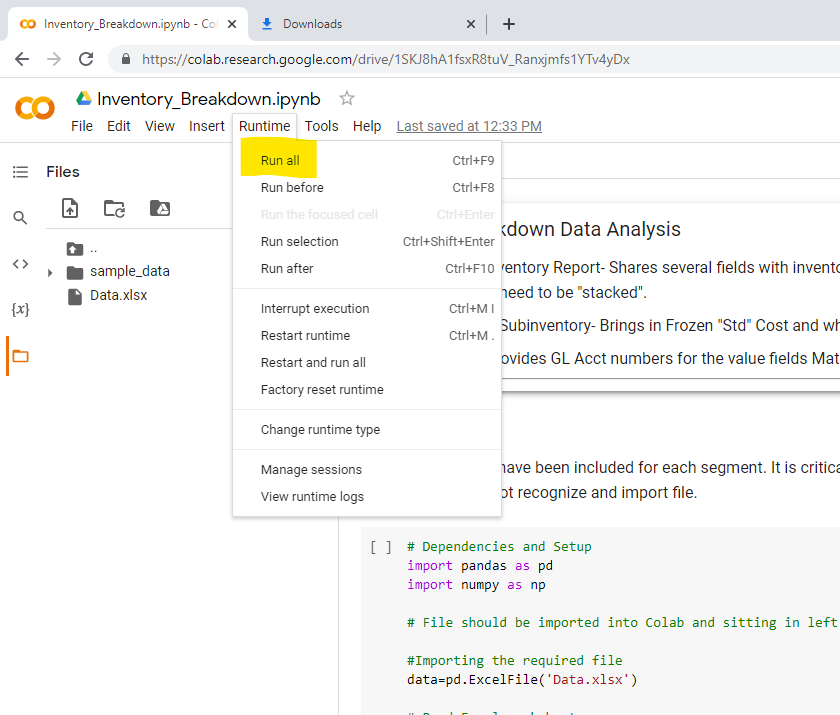 Inventory_Breakdown.ipynb - Col
Downloads
https://colab.research.google.com/drive/1SKJ8hA1fsxR8tuV_Ranxjmfs1YTv4yDx
Inventory_Breakdown.ipynb
File Edit View Insert Runtime Tools Help Last saved at 12:33 PM
Files
..
sample_data
Data.xlsx
{x}
Run all Ctrl+F9
Run before Ctrl+F8
Run the focused cell Ctrl+Enter
Run selection Ctrl+Shift+Enter
Run after Ctrl+F10
Interrupt execution Ctrl+M I
Restart runtime Ctrl+M .
Restart and run all
Factory reset runtime
Change runtime type
Manage sessions
View runtime logs
kdown Data Analysis
ventory Report- Shares several fields with invento
need to be "stacked".
Subinventory- Brings in Frozen "Std" Cost and wh
ovides GL Acct numbers for the value fields Mat
have been included for each segment. It is critica
ot recognize and import file.
[ ] # Dependencies and Setup
import pandas as pd
import numpy as np
# File should be imported into Colab and sitting in left
#Importing the required file
data=pd.ExcelFile('Data.xlsx')